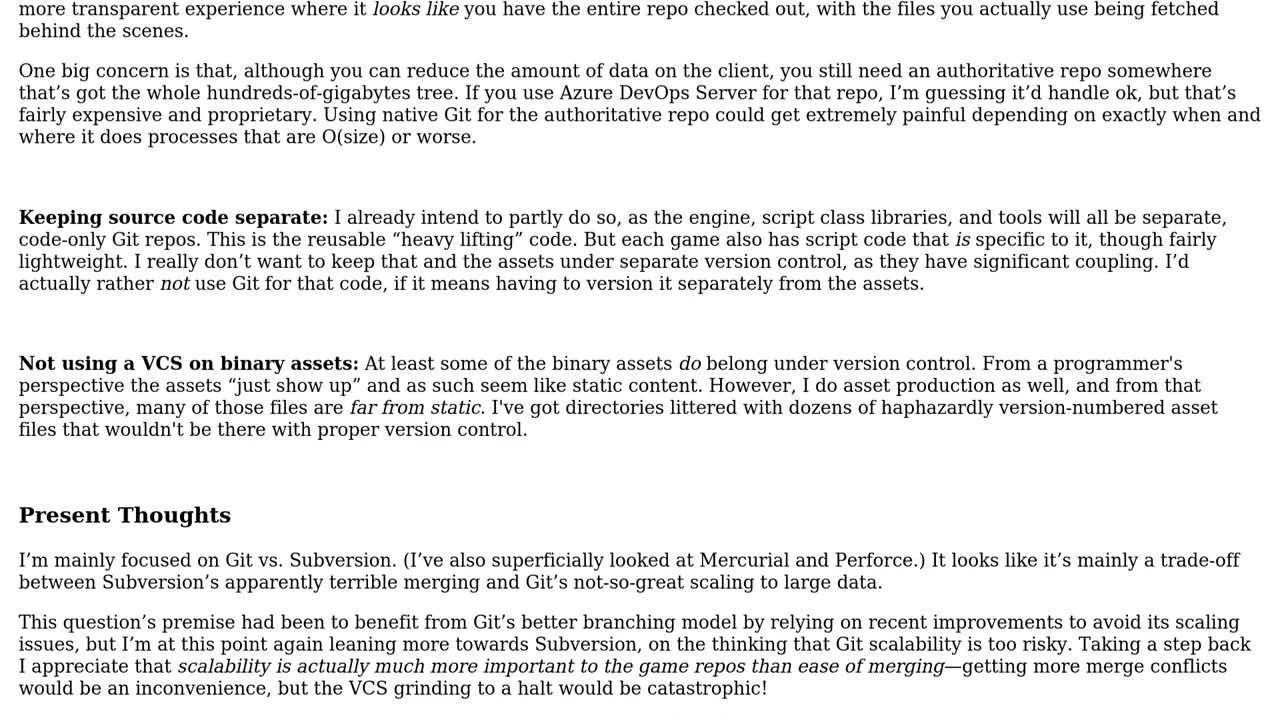 more transparent experience where it looks like you have the entire repo checked out, with the files you actually use being fetched
behind the scenes.
One big concern is that, although you can reduce the amount of data on the client, you still need an authoritative repo somewhere
that’s got the whole hundreds-of-gigabytes tree. If you use Azure DevOps Server for that repo, I’m guessing it’d handle ok, but that’s
fairly expensive and proprietary. Using native Git for the authoritative repo could get extremely painful depending on exactly when and
where it does processes that are O(size) or worse.
Keeping source code separate: I already intend to partly do so, as the engine, script class libraries, and tools will all be separate,
code-only Git repos. This is the reusable “heavy lifting” code. But each game also has script code that is specific to it, though fairly
lightweight. I really don’t want to keep that and the assets under separate version control, as they have significant coupling. I’d
actually rather not use Git for that code, if it means having to version it separately from the assets.
Not using a VCS on binary assets: At least some of the binary assets do belong under version control. From a programmer's
perspective the assets “just show up” and as such seem like static content. However, I do asset production as well, and from that
perspective, many of those files are far from static. I've got directories littered with dozens of haphazardly version-numbered asset
files that wouldn't be there with proper version control.
Present Thoughts
I’m mainly focused on Git vs. Subversion. (I’ve also superficially looked at Mercurial and Perforce.) It looks like it’s mainly a trade-off
between Subversion’s apparently terrible merging and Git’s not-so-great scaling to large data.
This question’s premise had been to benefit from Git’s better branching model by relying on recent improvements to avoid its scaling
issues, but I’m at this point again leaning more towards Subversion, on the thinking that Git scalability is too risky. Taking a step back
I appreciate that scalability is actually much more important to the game repos than ease of merging—getting more merge conflicts
would be an inconvenience, but the VCS grinding to a halt would be catastrophic!